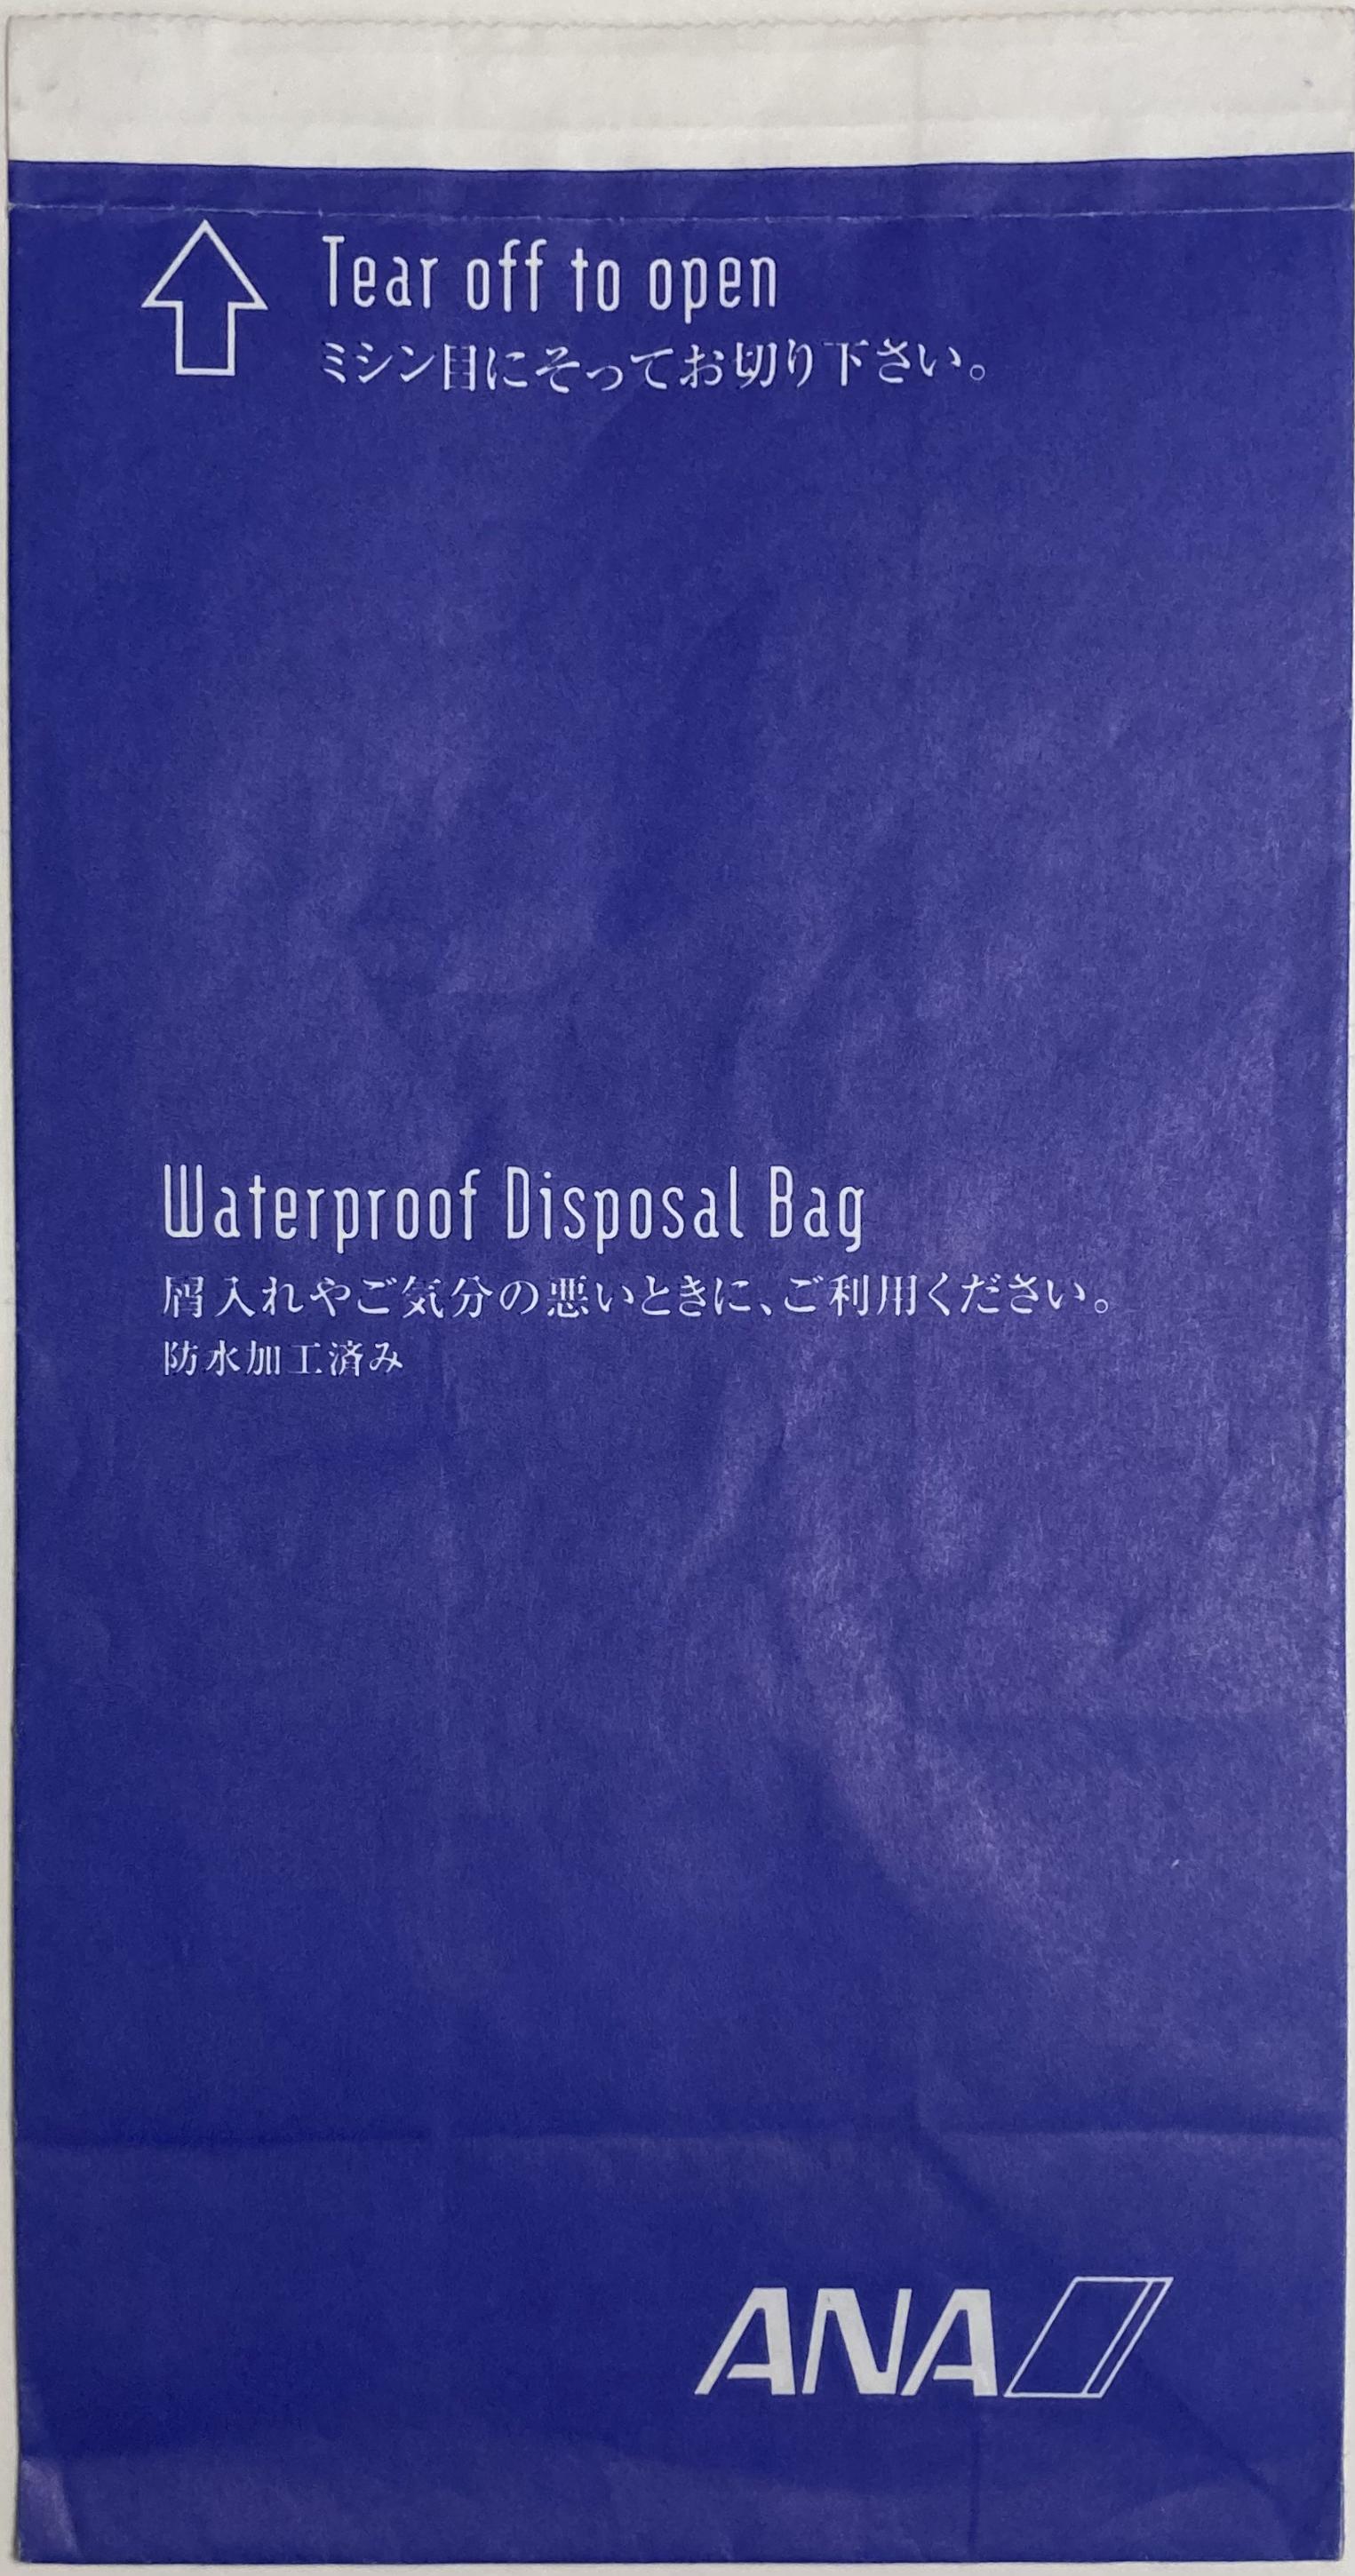 Tear off to open
ミシン目にそってお切り下さい。
Waterproof Disposal Bag
屑入れやご気分の悪いときに、ご利用ください。
防水加工済み
ANA